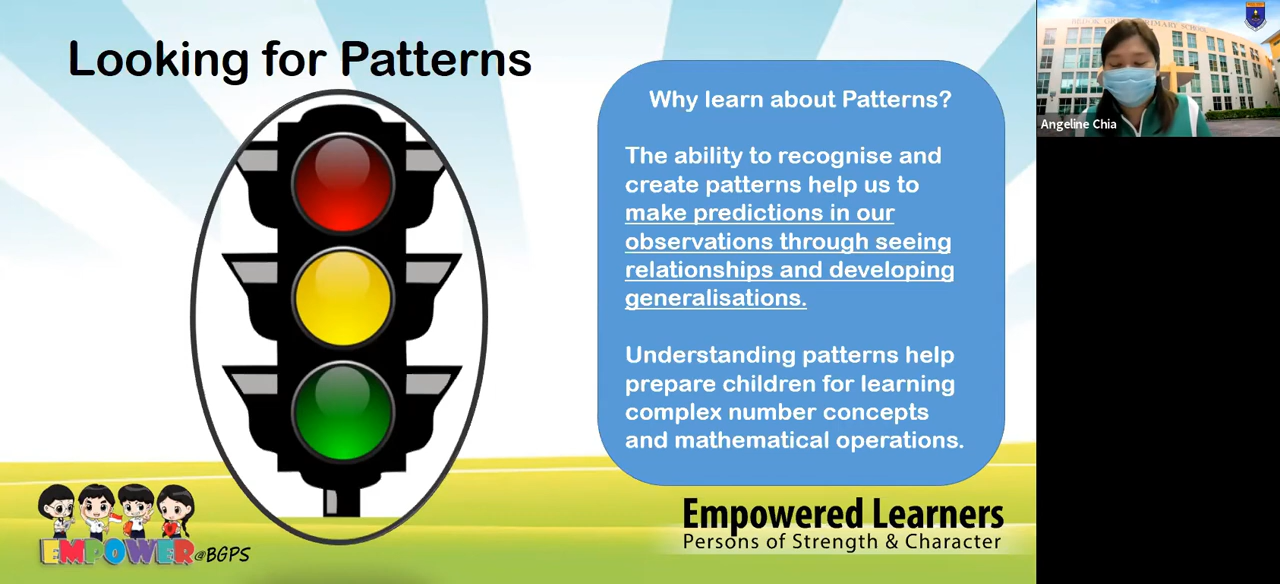 Looking for Patterns
Why learn about Patterns?
The ability to recognise and
create patterns help us to
make predictions in our
observations through seeing
relationships and developing
generalisations.
Understanding patterns help
prepare children for learning
complex number concepts
and mathematical operations.
EMPOWER@BGPS
Empowered Learners
Persons of Strength & Character
PRIMARY SCHOOL
Angeline Chia